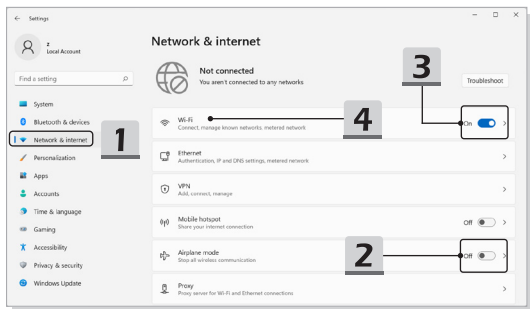 Settings
z
Local Account
Find a setting
System
Bluetooth & devices
Network & internet
Personalization
Apps
Accounts
Time & language
Gaming
Accessibility
Privacy & security
Windows Update
1
Network & internet
Not connected
You aren't connected to any networks
Troubleshoot
3
Wi-Fi
Connect, manage known networks, metered network
4
On
Ethernet
Authentication, IP and DNS settings, metered network
VPN
Add, connect, manage
Mobile hotspot
Share your internet connection
Off
Airplane mode
Stop all wireless communication
2
Off
Proxy
Proxy server for Wi-Fi and Ethernet connections